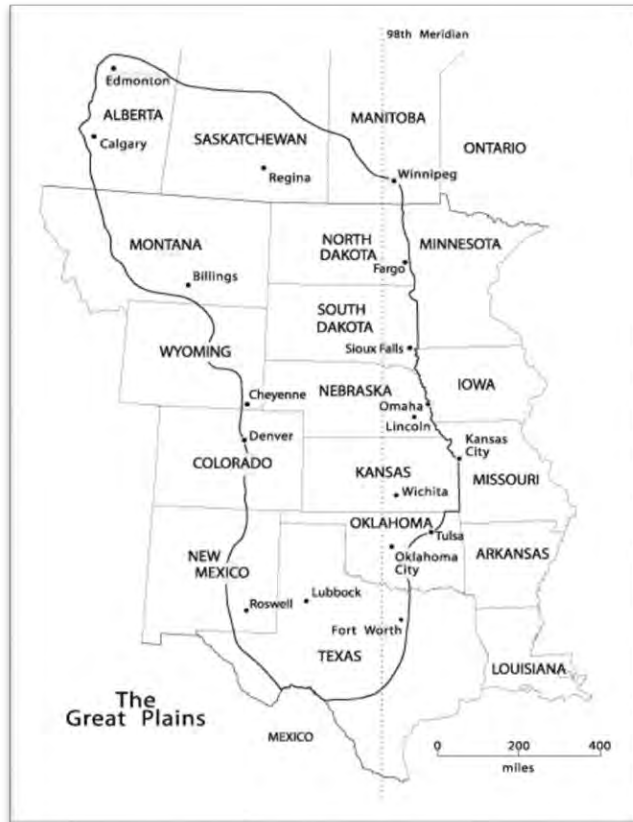 98th Meridian
Edmonton
ALBERTA
MANITOBA
SASKATCHEWAN
Calgary
ONTARIO
Regina
Winnipeg
MONTANA
NORTH
DAKOTA
MINNESOTA
Fargo
Billings
SOUTH
DAKOTA
WYOMING
Sioux Falls
NEBRASKA
IOWA
Cheyenne
Omaha
Lincoln
Denver
Kansas
City
COLORADO
KANSAS
MISSOURI
Wichita
OKLAHOMA
Tulsa
NEW
MEXICO
Oklahoma
City
ARKANSAS
Lubbock
Roswell
Fort Worth
TEXAS
LOUISIANA
The
Great Plains
MEXICO
0 200 400
miles